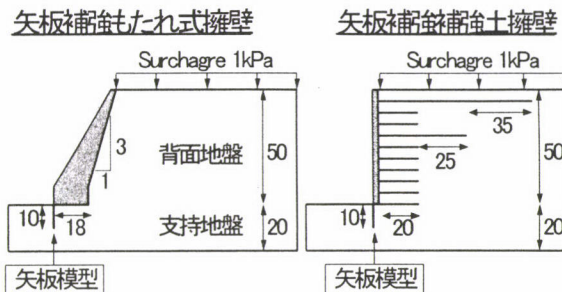 矢板補強もたれ式擁壁
Surchagre 1kPa
3
1
背面地盤
50
10
18
支持地盤
20
矢板模型
矢板補強補強土擁壁
Surchagre 1kPa
35
25
50
10
20
20
矢板模型